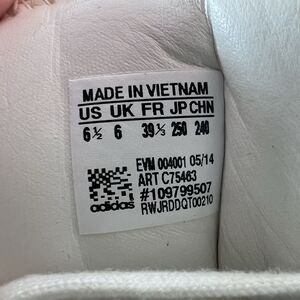 MADE IN VIETNAM
US UK FR JP CHN
6½ 6 39⅓ 250 240
EVM 004001 05/14
ART C75463
#109799507
adidas RWJRDDQT00210